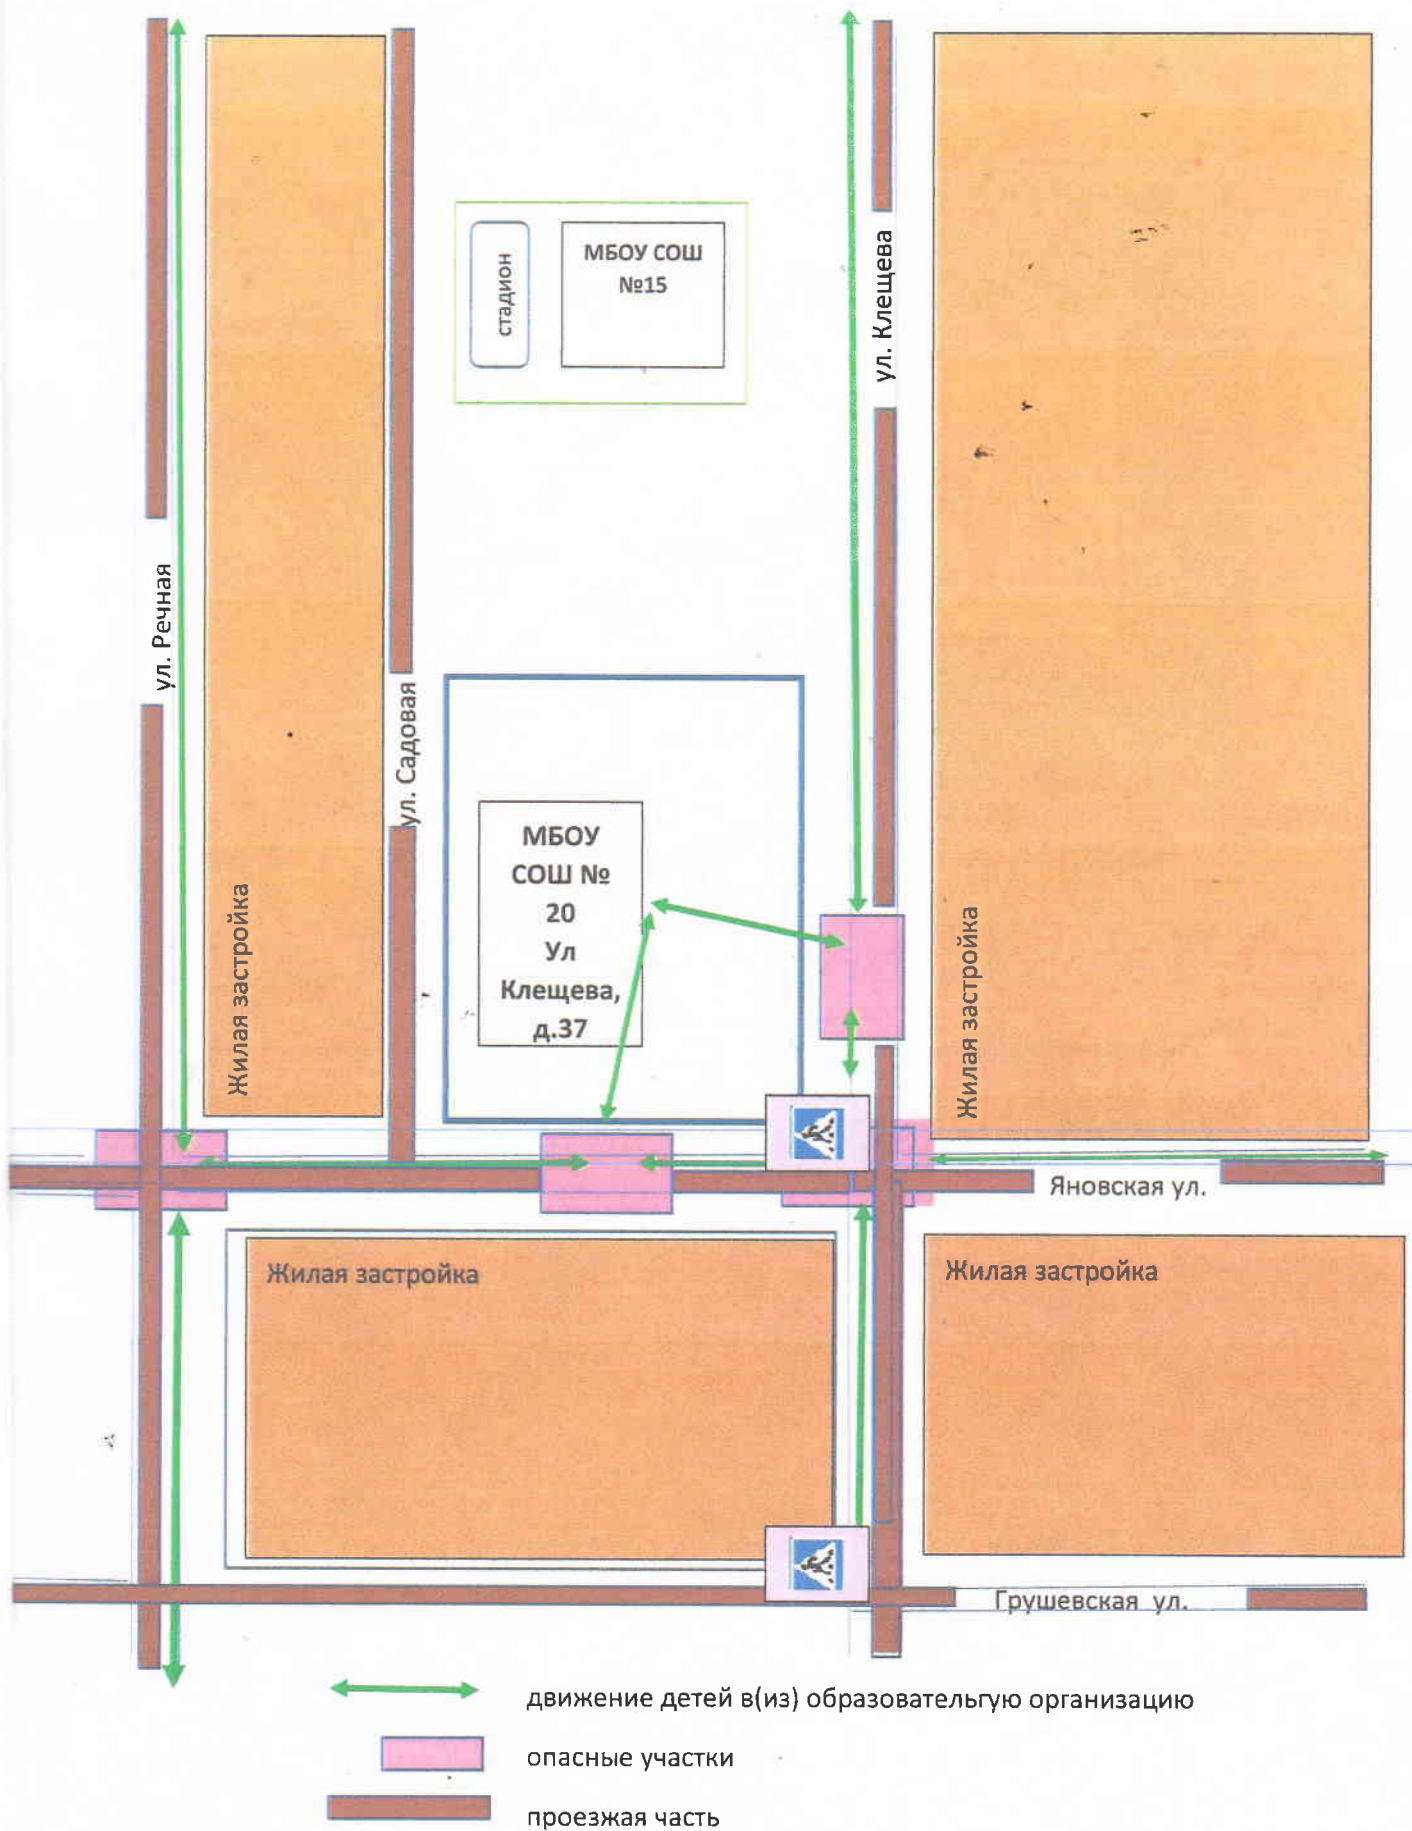 стадион
МБОУ СОШ
№15
ул. Клещева
ул. Речная
ул. Садовая
МБОУ
СОШ №
20
Ул
Клещева,
д.37
Жилая застройка
Жилая застройка
Яновская ул.
Жилая застройка
Жилая застройка
Грушевская ул.
движение детей в(из) образователыую организацию
опасные участки
проезжая часть